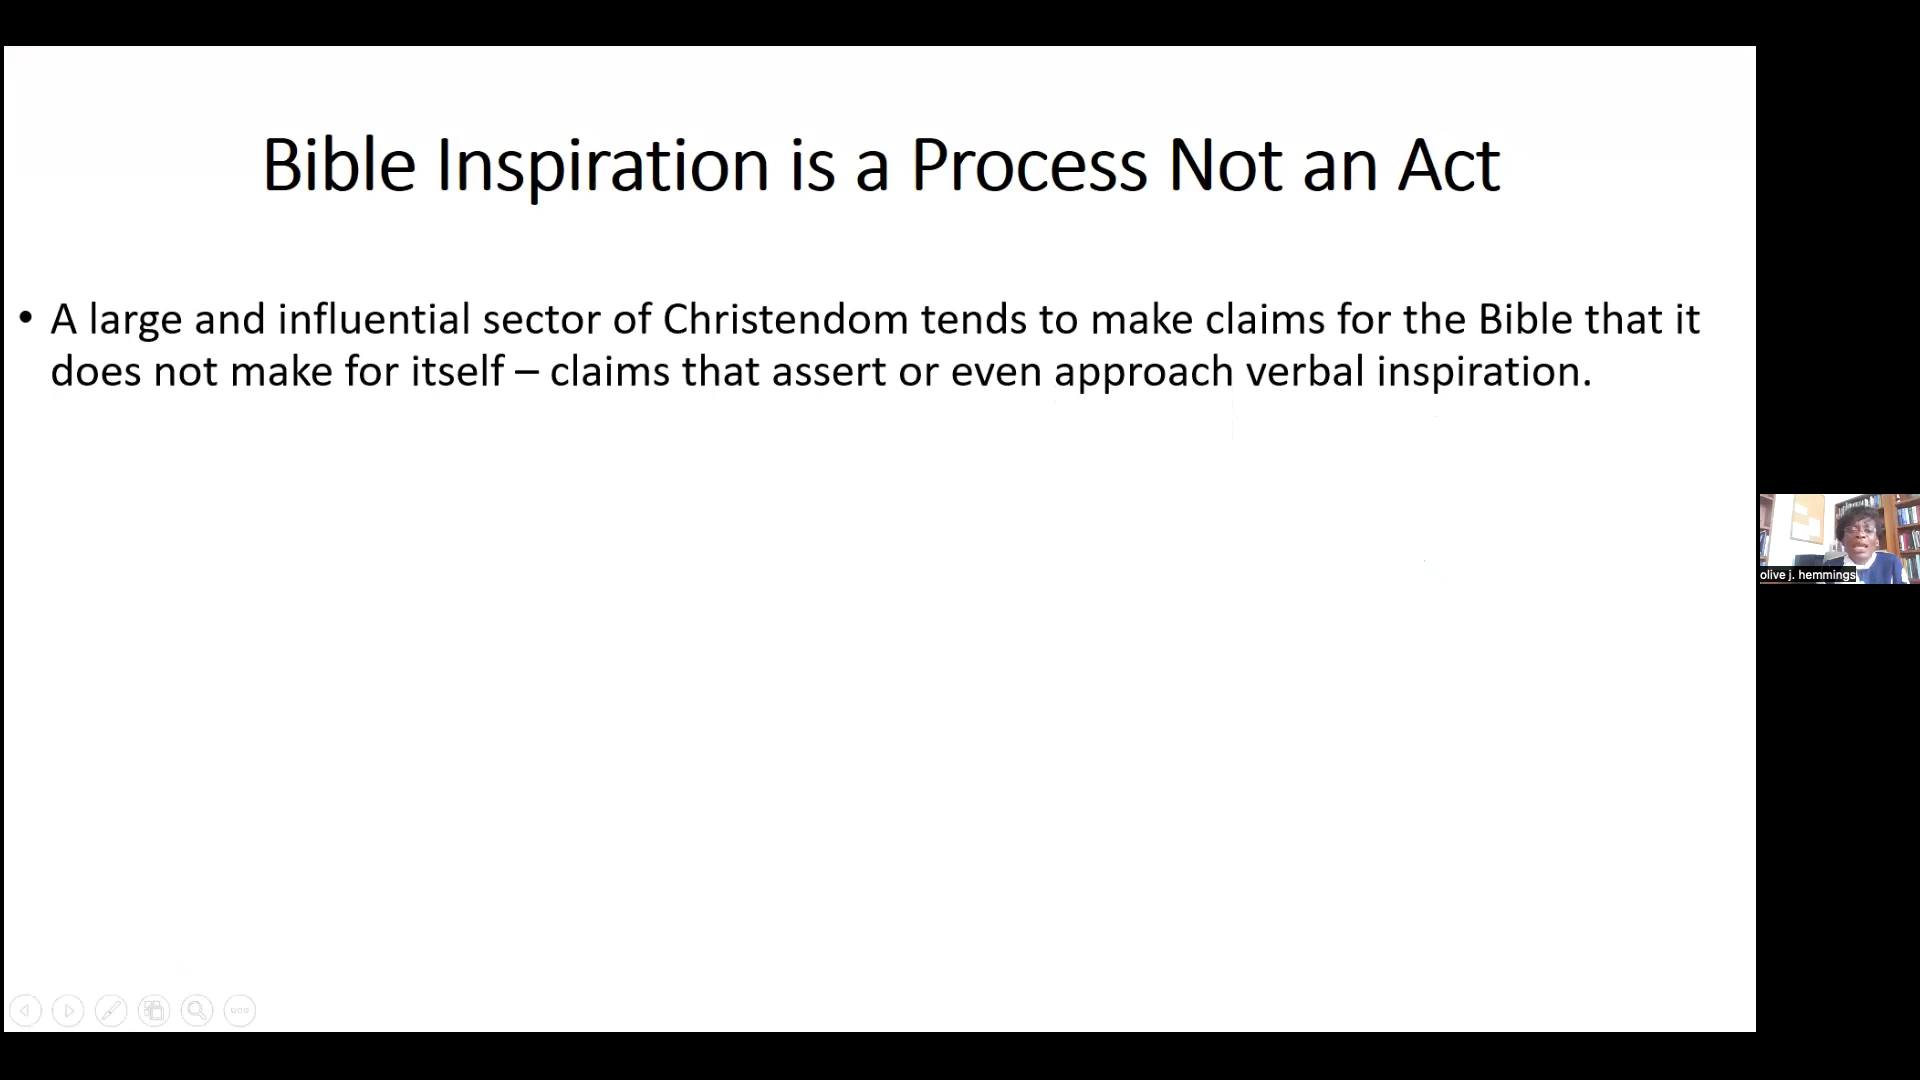 Bible Inspiration is a Process Not an Act
• A large and influential sector of Christendom tends to make claims for the Bible that it
does not make for itself – claims that assert or even approach verbal inspiration.
olive j. hemmings